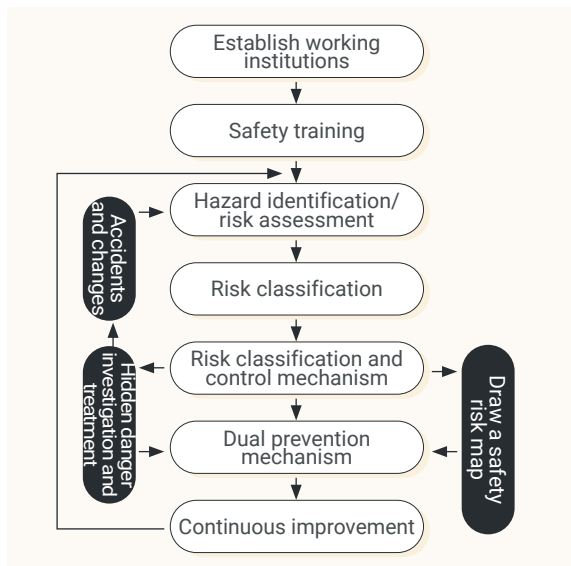 Establish working
institutions
Safety training
Hazard identification/
risk assessment
Accidents
and changes
Risk classification
Risk classification and
control mechanism
Hidden danger
investigation and
treatment
Draw a safety
risk map
Dual prevention
mechanism
Continuous improvement